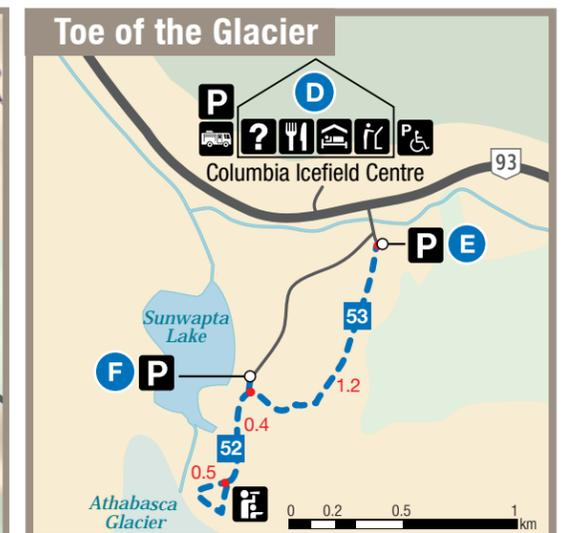 Toe of the Glacier
P
D
?
P
Columbia Icefield Centre
93
P
E
53
Sunwapta
Lake
F
P
1.2
0.4
52
0.5
Athabasca
Glacier
0
0.2
0.5
1
km